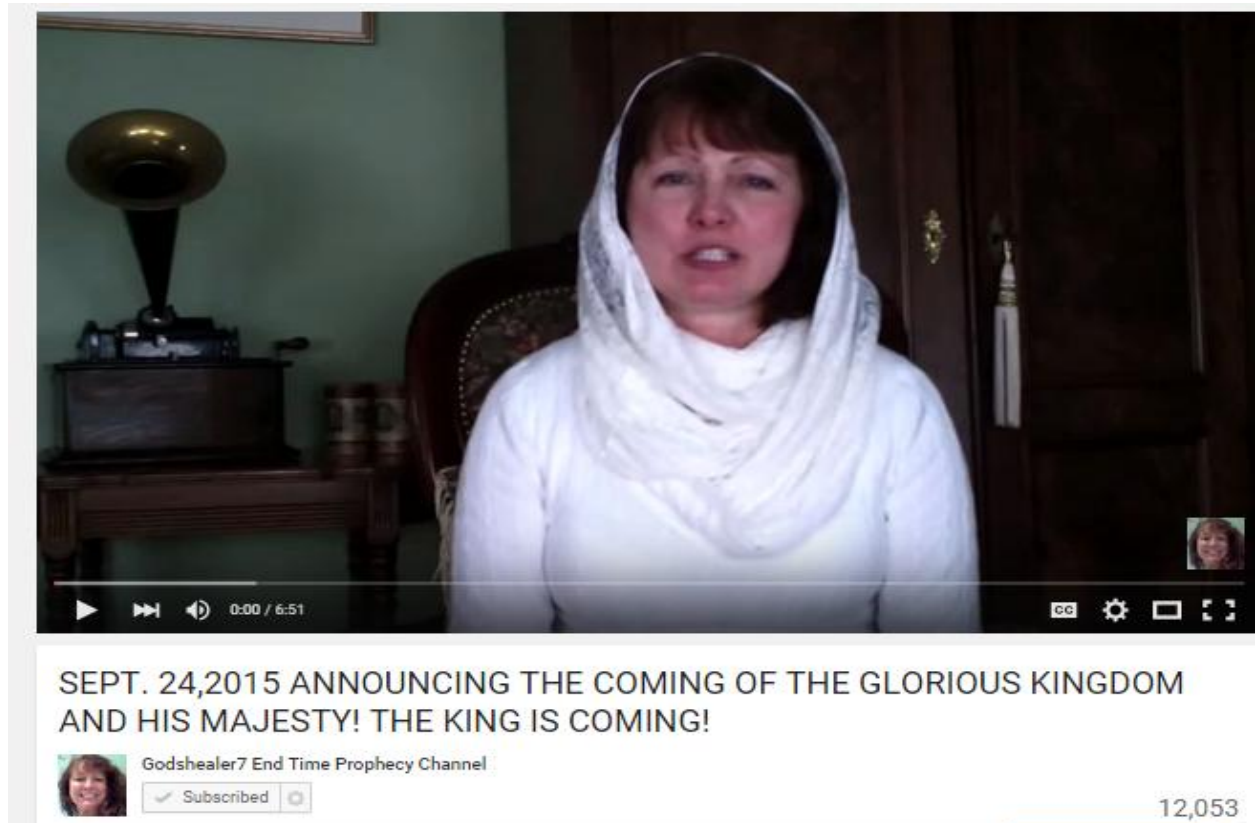 0:00 / 6:51
CC
SEPT. 24,2015 ANNOUNCING THE COMING OF THE GLORIOUS KINGDOM
AND HIS MAJESTY! THE KING IS COMING!
Godshealer7 End Time Prophecy Channel
Subscribed
12,053